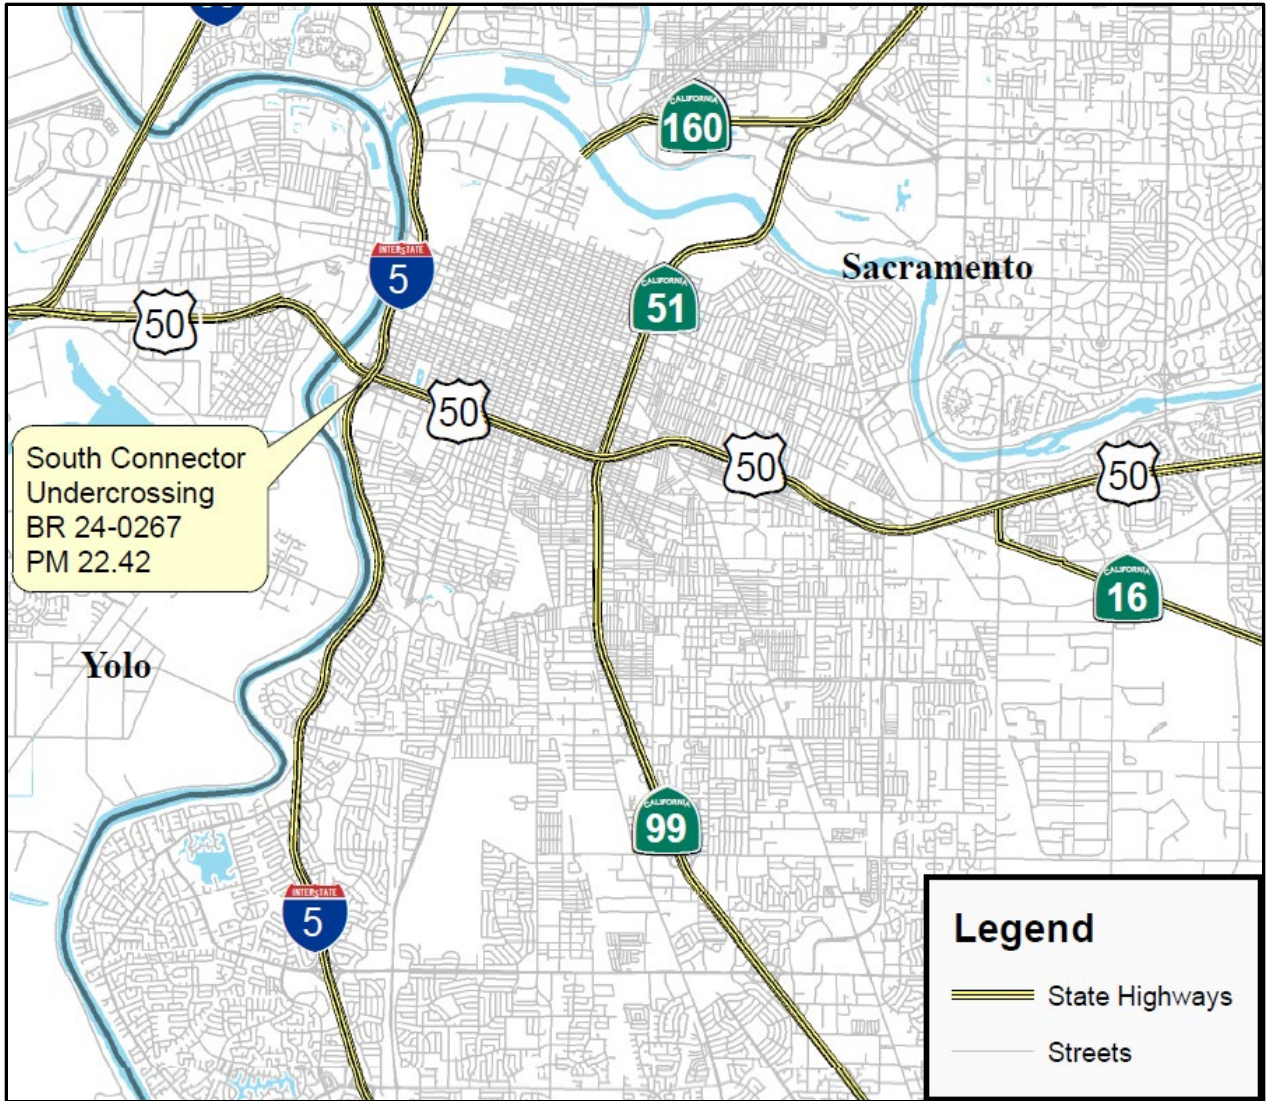 CALIFORNIA
160
INTERSTATE
5
Sacramento
CALIFORNIA
51
50
50
50
50
South Connector
Undercrossing
BR 24-0267
PM 22.42
CALIFORNIA
16
Yolo
CALIFORNIA
99
INTERSTATE
5
Legend
State Highways
Streets